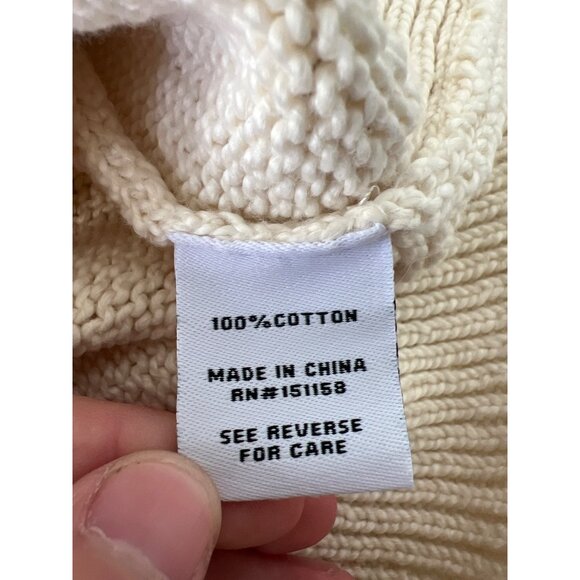 100%COTTON
MADE IN CHINA
RN#151158
SEE REVERSE
FOR CARE